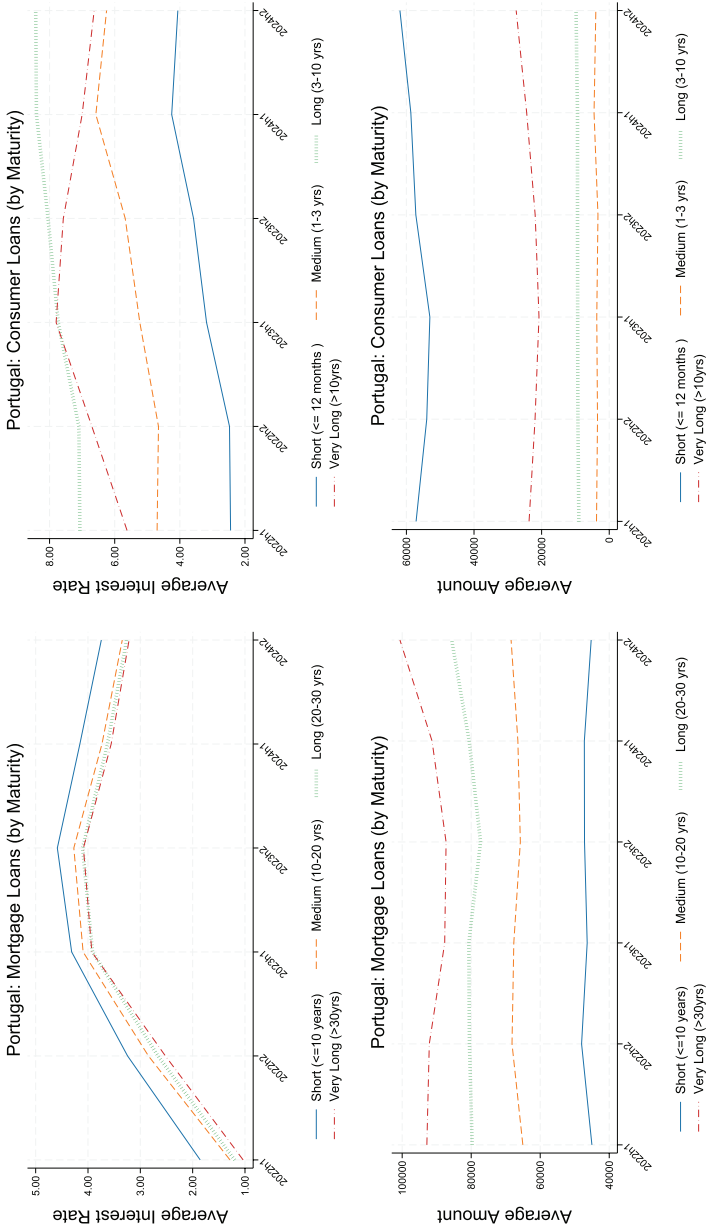 Portugal: Mortgage Loans (by Maturity)
Average Interest Rate
5.00
4.00
3.00
2.00
1.00
2022h1
2022h2
2023h1
2023h2
2024h1
2024h2
Short (<=10 years)
Medium (10-20 yrs)
Long (20-30 yrs)
Very Long (>30yrs)
Portugal: Consumer Loans (by Maturity)
Average Interest Rate
8.00
6.00
4.00
2.00
2022h1
2022h2
2023h1
2023h2
2024h1
2024h2
Short (<= 12 months )
Medium (1-3 yrs)
Long (3-10 yrs)
Very Long (>10yrs)
Portugal: Mortgage Loans (by Maturity)
Average Amount
100000
80000
60000
40000
2022h1
2022h2
2023h1
2023h2
2024h1
2024h2
Short (<=10 years)
Medium (10-20 yrs)
Long (20-30 yrs)
Very Long (>30yrs)
Portugal: Consumer Loans (by Maturity)
Average Amount
60000
40000
20000
0
2022h1
2022h2
2023h1
2023h2
2024h1
2024h2
Short (<= 12 months )
Medium (1-3 yrs)
Long (3-10 yrs)
Very Long (>10yrs)